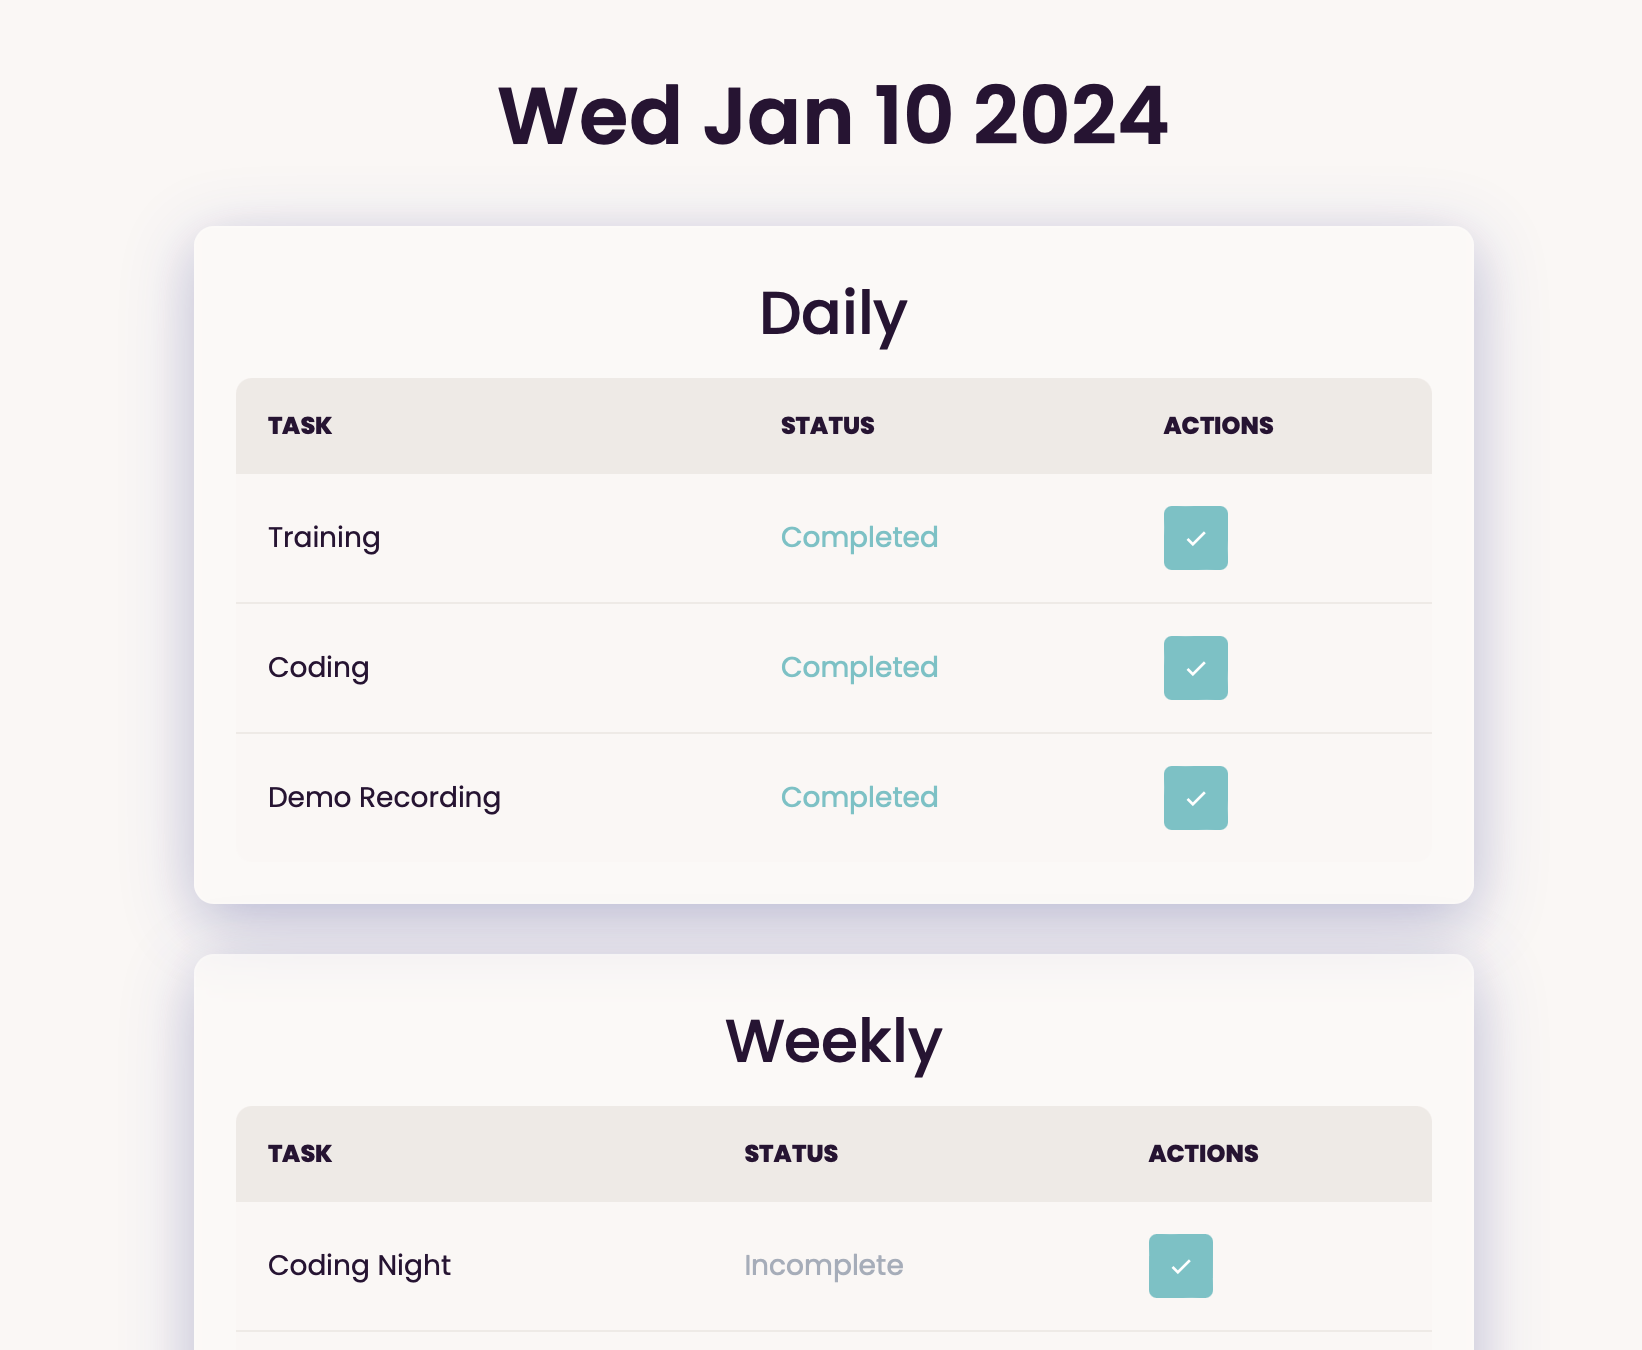 Wed Jan 10 2024
Daily
TASK STATUS ACTIONS
Training Completed
Coding Completed
Demo Recording Completed
Weekly
TASK STATUS ACTIONS
Coding Night Incomplete